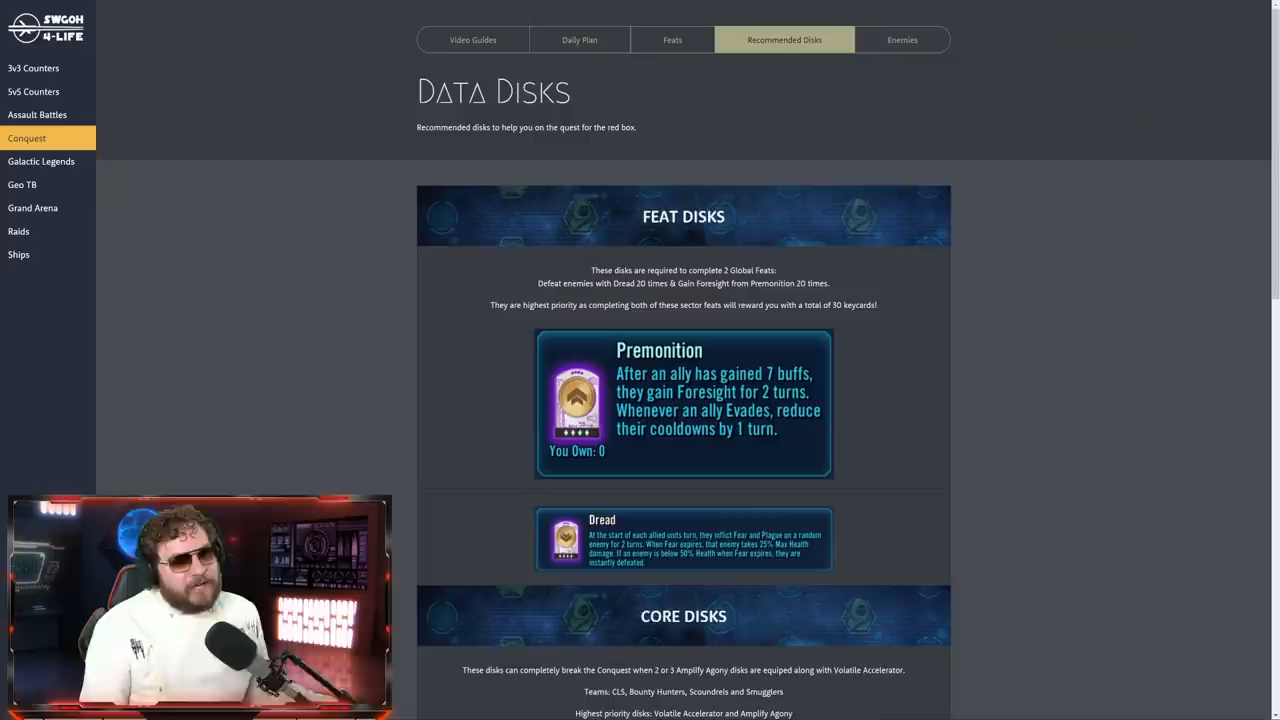 SWGOH
4-LIFE
3v3 Counters
5v5 Counters
Assault Battles
Conquest
Galactic Legends
Geo TB
Grand Arena
Raids
Ships
Video Guides
Daily Plan
Feats
Recommended Disks
Enemies
DATA DISKS
Recommended disks to help you on the quest for the red box.
FEAT DISKS
These disks are required to complete 2 Global Feats:
Defeat enemies with Dread 20 times & Gain Foresight from Premonition 20 times.
They are highest priority as completing both of these sector feats will reward you with a total of 30 keycards!
Premonition
After an ally has gained 7 buffs,
they gain Foresight for 2 turns.
Whenever an ally Evades, reduce
their cooldowns by 1 turn.
You Own: 0
Dread
At the start of each allied units turn, they inflict Fear and Plague on a random
enemy for 2 turns. When Fear expires, that enemy takes 25% Max Health
damage. If an enemy is below 50% Health when Fear expires, they are
instantly defeated.
CORE DISKS
These disks can completely break the Conquest when 2 or 3 Amplify Agony disks are equiped along with Volatile Accelerator.
Teams: CLS, Bounty Hunters, Scoundrels and Smugglers
Highest priority disks: Volatile Accelerator and Amplify Agony